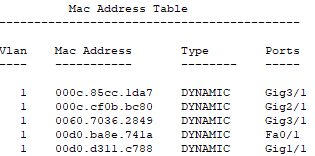 Mac Address Table
-------------------------------------------
Vlan    Mac Address       Type        Ports
----    -----------       --------    -----
   1    000c.85cc.1da7    DYNAMIC     Gig3/1
   1    000c.cf0b.bc80    DYNAMIC     Gig2/1
   1    0060.7036.2849    DYNAMIC     Gig3/1
   1    00d0.ba8e.741a    DYNAMIC     Fa0/1
   1    00d0.d311.c788    DYNAMIC     Gig1/1